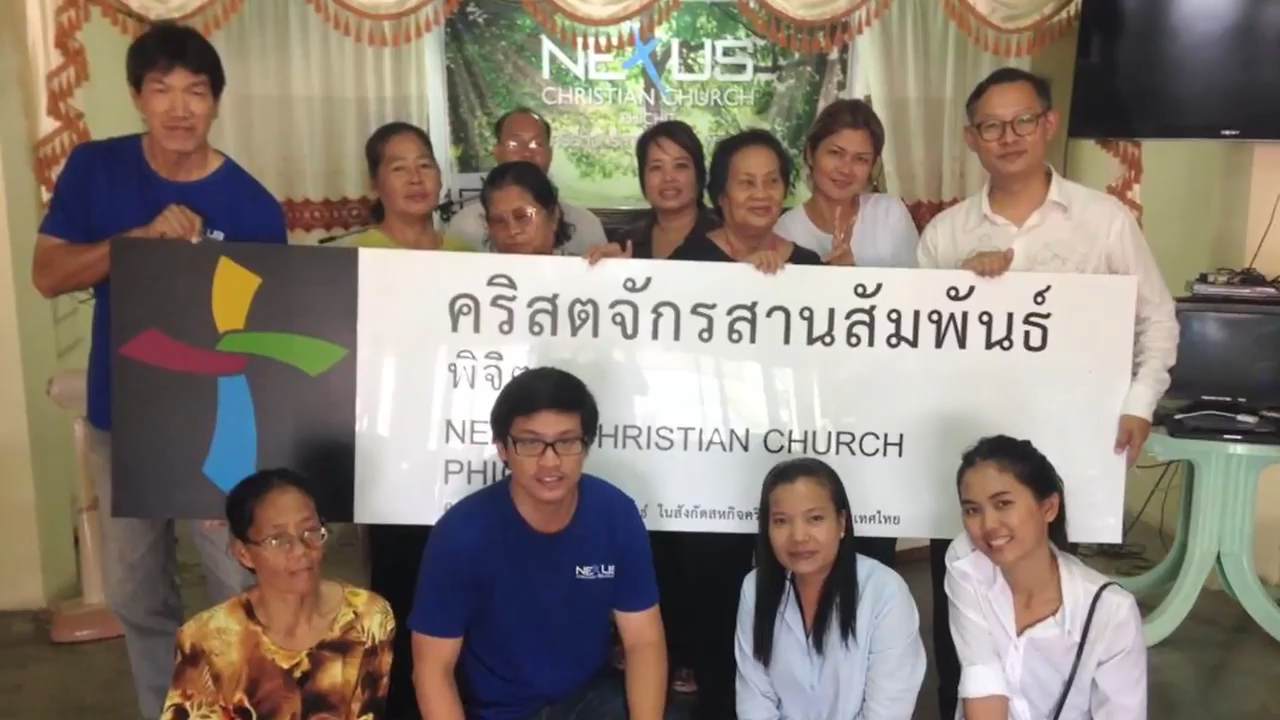 NEXUS
CHRISTIAN CHURCH
คริสตจักรสานสัมพันธ์
NE CHRISTIAN CHURCH
PHI
ในสังกัดสหกิจคริ เทศไทย
NEXUS